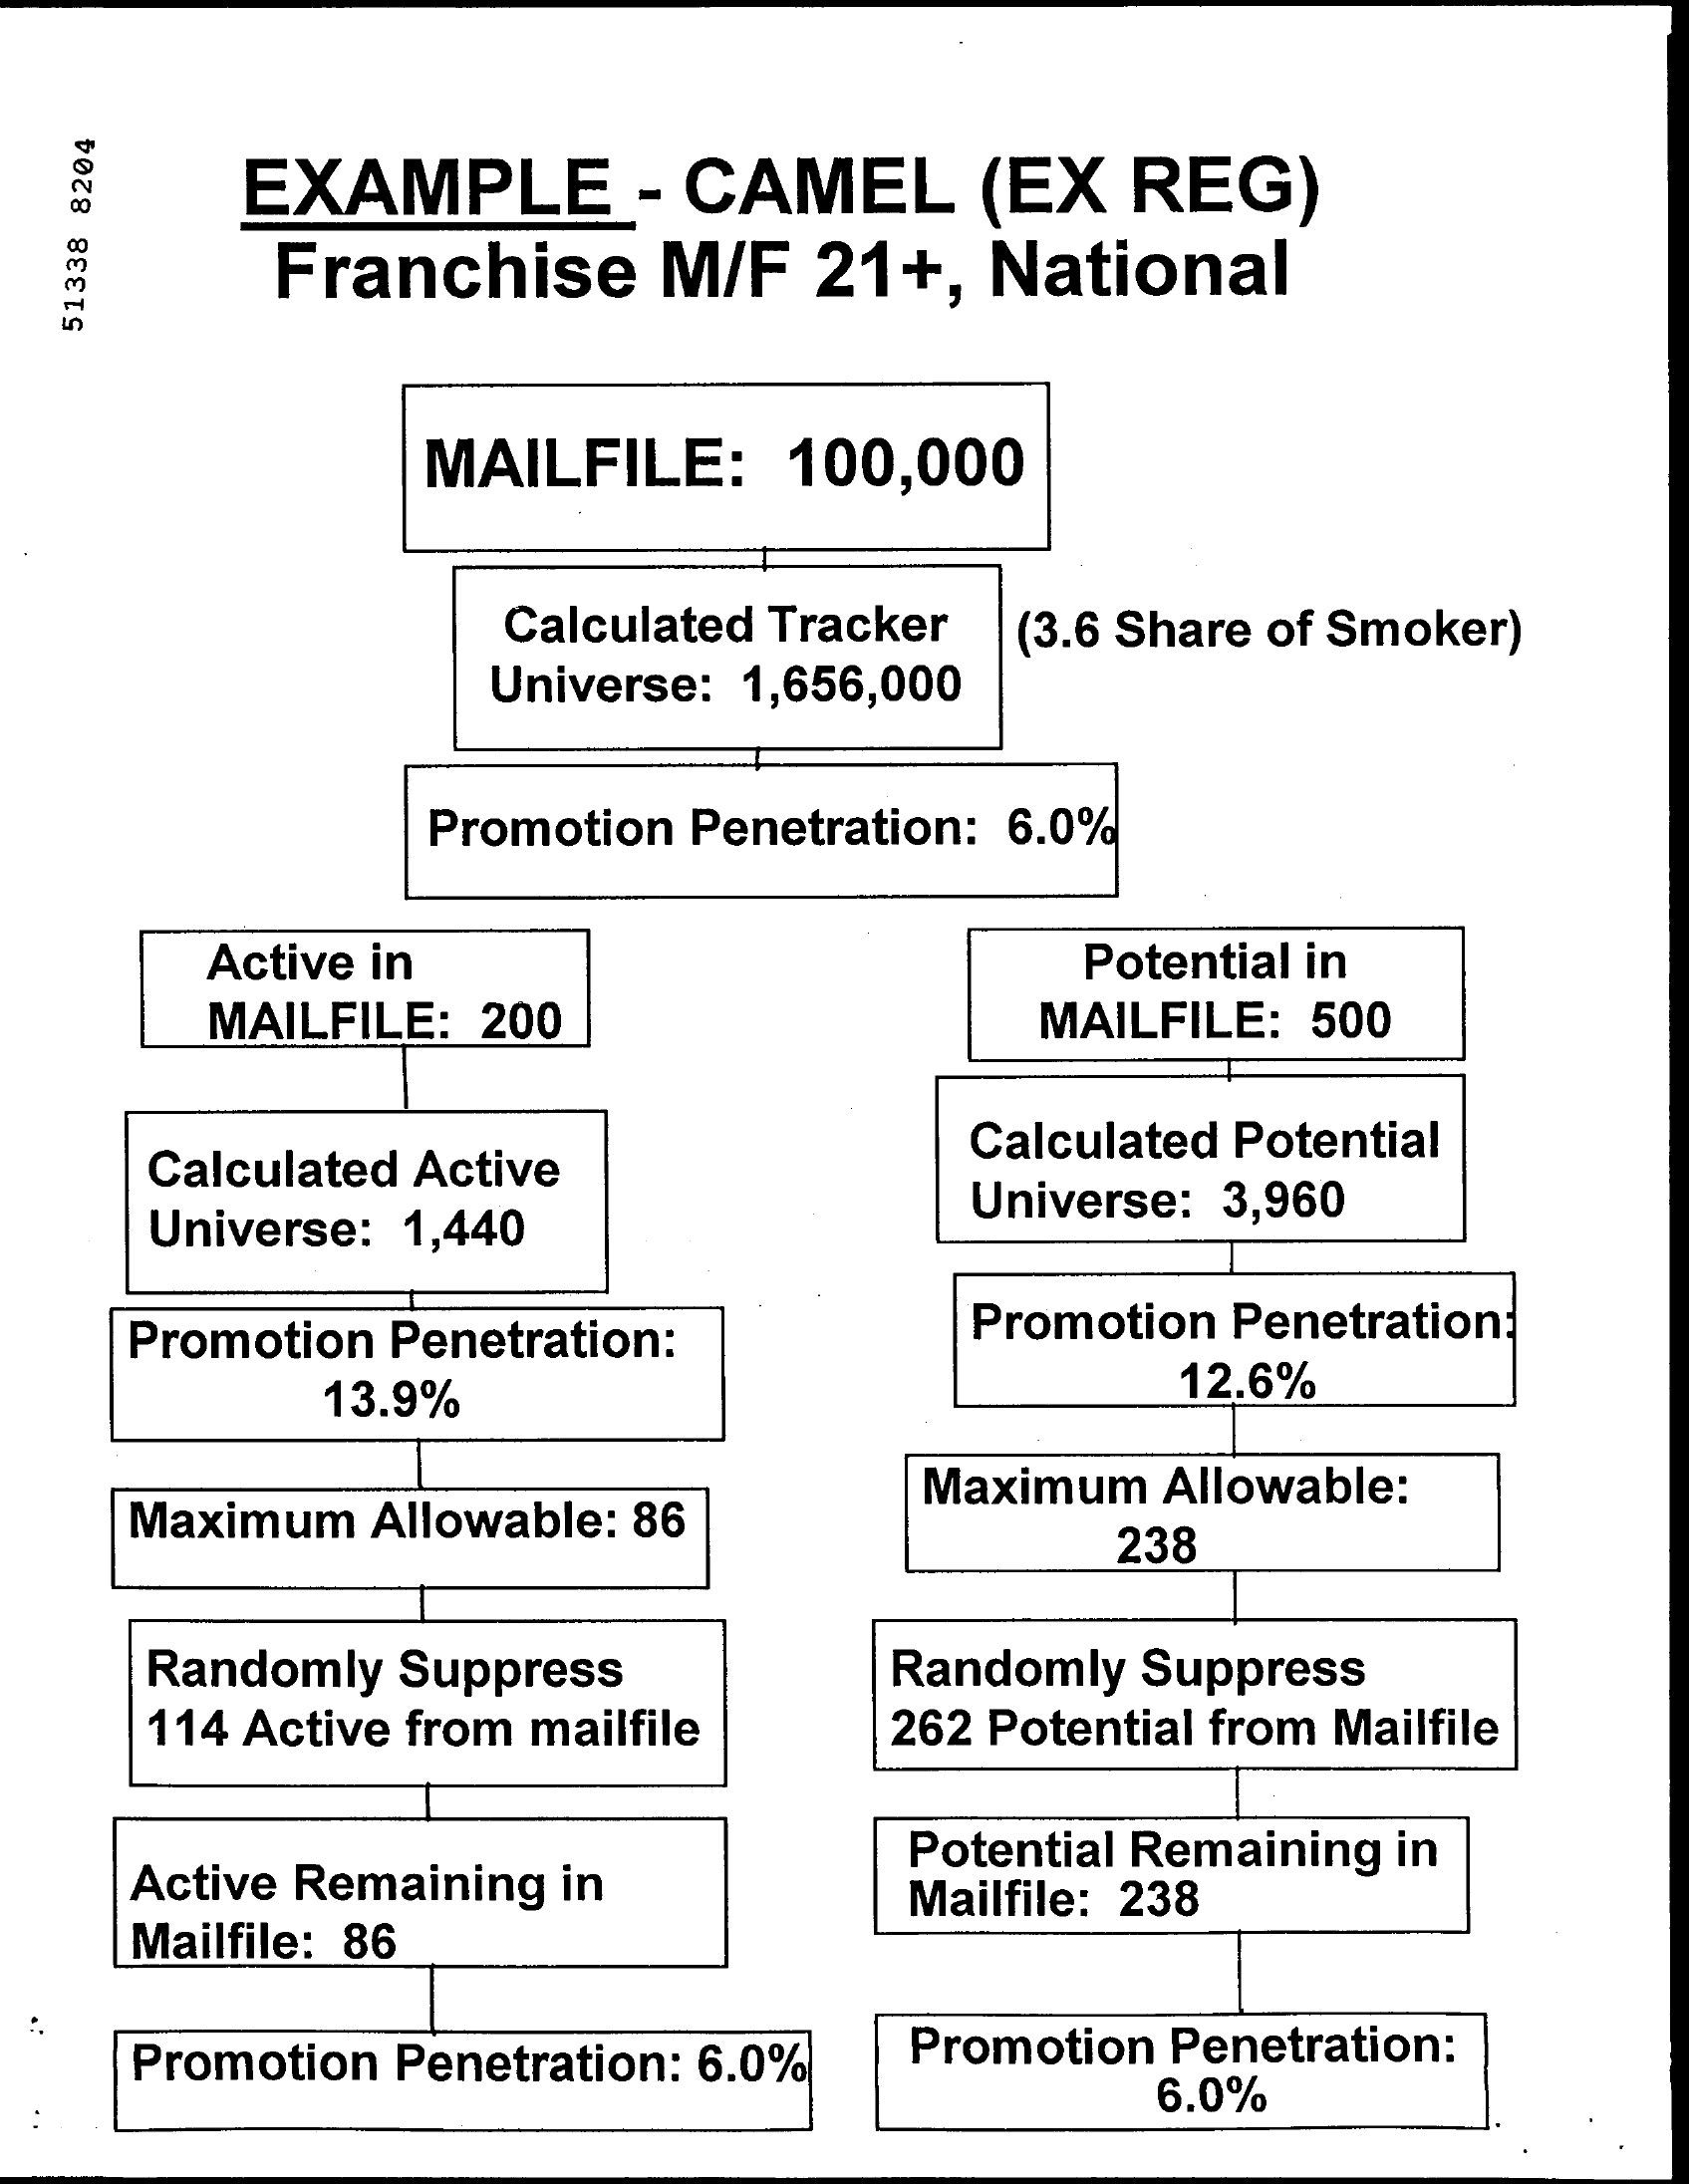 51338 8204
EXAMPLE - CAMEL (EX REG)
Franchise M/F 21+, National
MAILFILE: 100,000
Calculated Tracker
Universe: 1,656,000
(3.6 Share of Smoker)
Promotion Penetration: 6.0%
Active in
MAILFILE: 200
Calculated Active
Universe: 1,440
Promotion Penetration:
13.9%
Maximum Allowable: 86
Randomly Suppress
114 Active from mailfile
Active Remaining in
Mailfile: 86
Promotion Penetration: 6.0%
Potential in
MAILFILE: 500
Calculated Potential
Universe: 3,960
Promotion Penetration:
12.6%
Maximum Allowable:
238
Randomly Suppress
262 Potential from Mailfile
Potential Remaining in
Mailfile: 238
Promotion Penetration:
6.0%